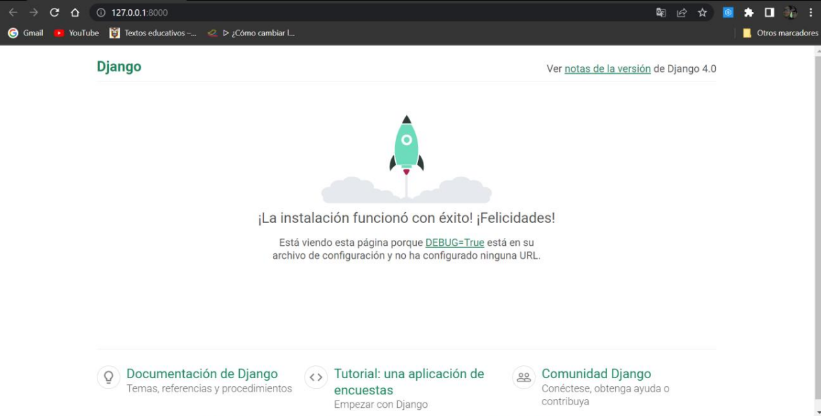 127.0.0.1:8000
Gmail YouTube Textos educativos –... ▷ ¿Cómo cambiar l... Otros marcadores
Django Ver notas de la versión de Django 4.0
¡La instalación funcionó con éxito! ¡Felicidades!
Está viendo esta página porque DEBUG=True está en su
archivo de configuración y no ha configurado ninguna URL.
Documentación de Django
Temas, referencias y procedimientos
Tutorial: una aplicación de
encuestas
Empezar con Django
Comunidad Django
Conéctese, obtenga ayuda o
contribuya